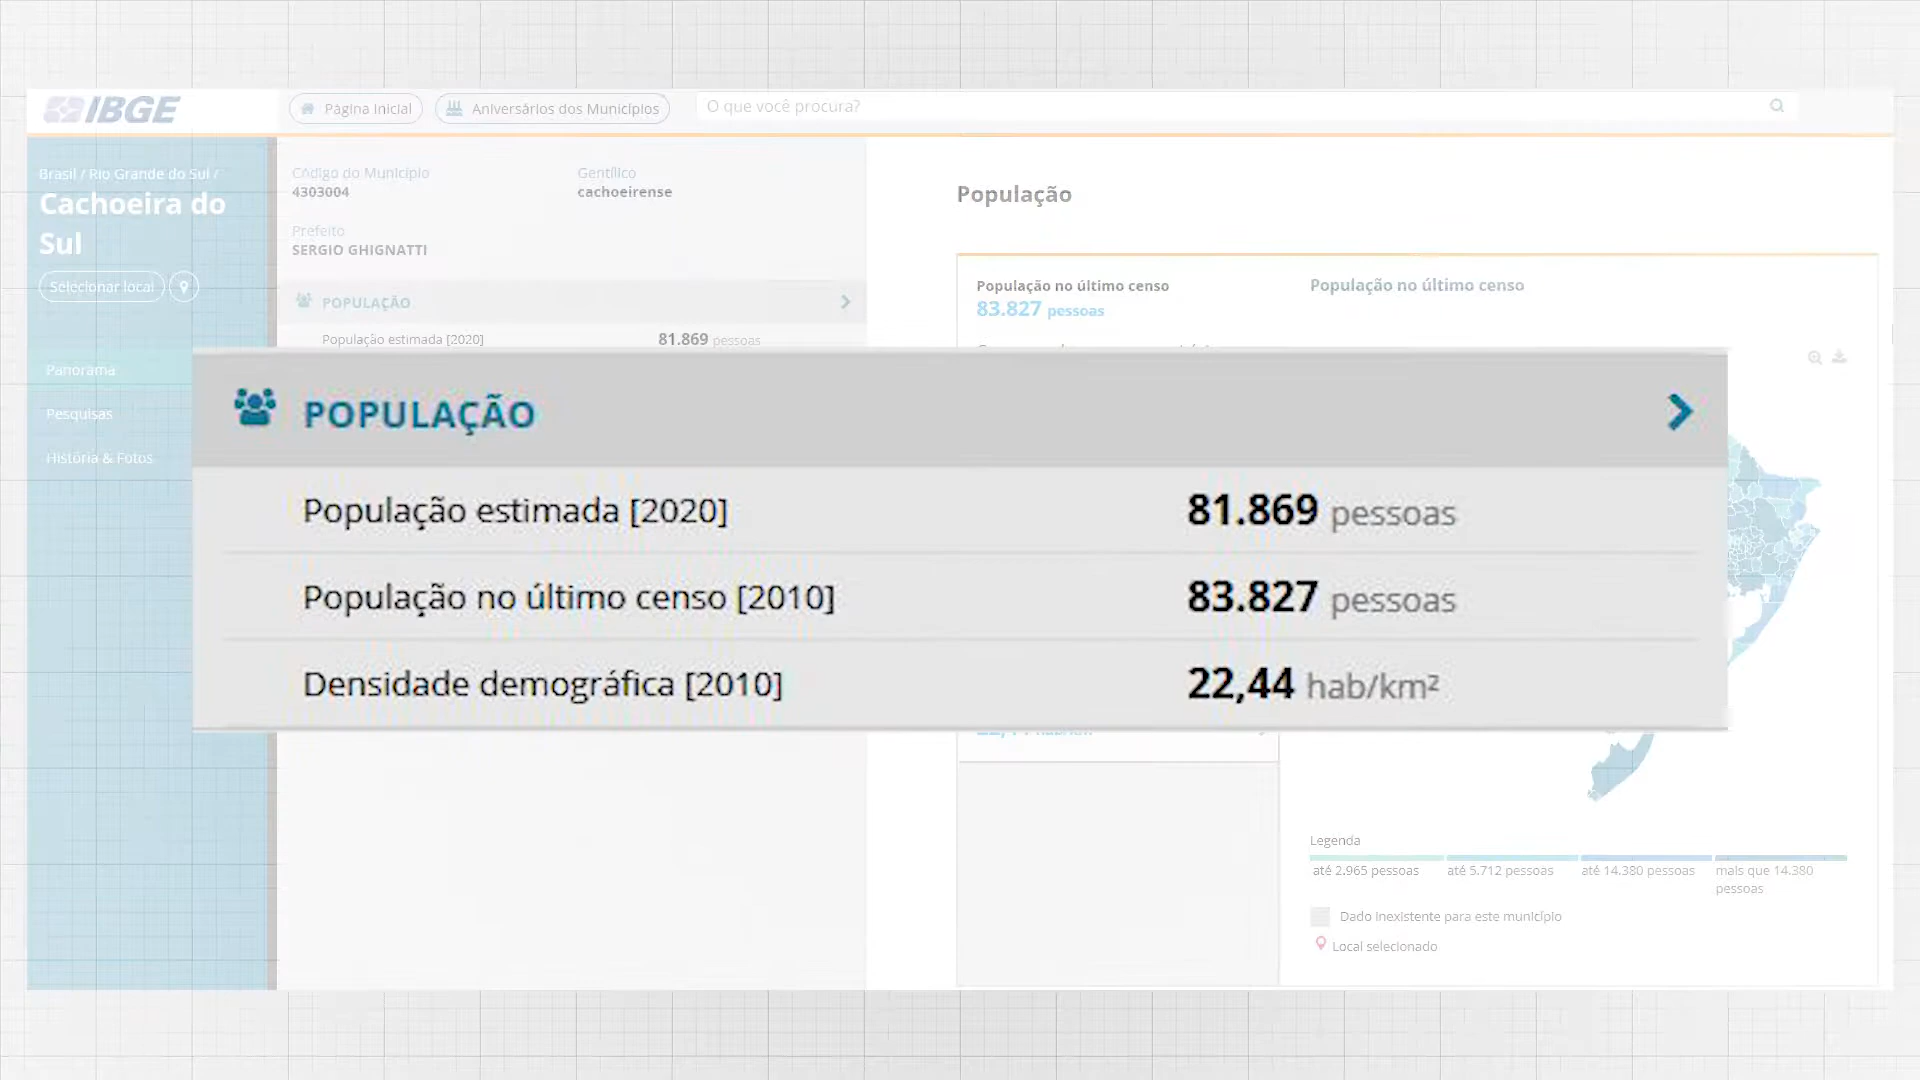 IBGE
Página Inicial
Aniversários dos Municípios
O que você procura?
Brasil / Rio Grande do Sul /
Cachoeira do
Sul
Selecionar local
Panorama
Pesquisas
História & Fotos
Código do Município
4303004
Gentílico
cachoeirense
Prefeito
SERGIO GHIGNATTI
POPULAÇÃO
População estimada [2020] 81.869 pessoas
População
População no último censo
83.827 pessoas
População no último censo
POPULAÇÃO
População estimada [2020] 81.869 pessoas
População no último censo [2010] 83.827 pessoas
Densidade demográfica [2010] 22,44 hab/km²
Legenda
até 2.965 pessoas
até 5.712 pessoas
até 14.380 pessoas
mais que 14.380
pessoas
Dado inexistente para este município
Local selecionado